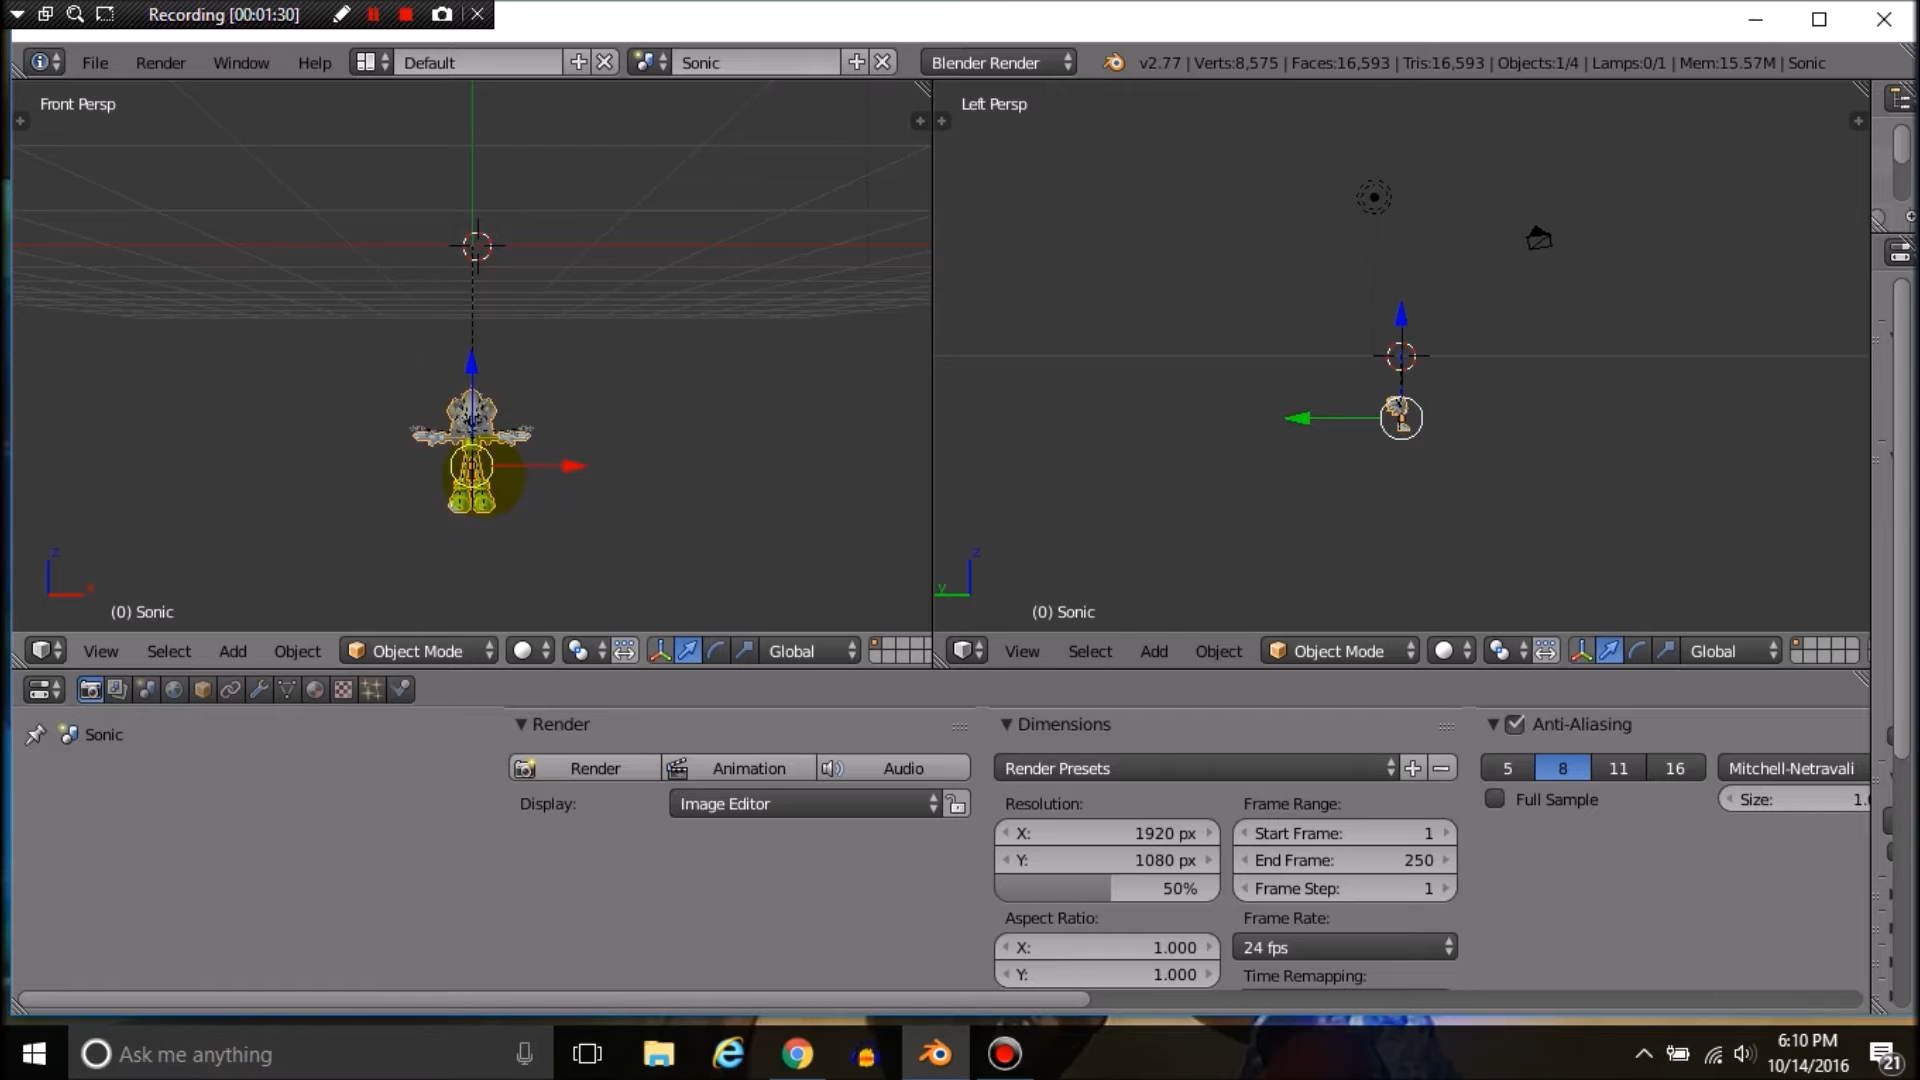 Recording [00:01:30]
File Render Window Help Default Sonic Blender Render v2.77 | Verts:8,575 | Faces:16,593 | Tris:16,593 | Objects:1/4 | Lamps:0/1 | Mem:15.57M | Sonic
Front Persp
Left Persp
z
x
(0) Sonic
z
y
(0) Sonic
View Select Add Object Object Mode Global
View Select Add Object Object Mode Global
Sonic
Render
Render Animation Audio
Display: Image Editor
Dimensions
Render Presets
Resolution: Frame Range:
X: 1920 px Start Frame: 1
Y: 1080 px End Frame: 250
50% Frame Step: 1
Aspect Ratio: Frame Rate:
X: 1.000 24 fps
Y: 1.000 Time Remapping:
Anti-Aliasing
5 8 11 16 Mitchell-Netravali
Full Sample Size: 1.
Ask me anything
6:10 PM
10/14/2016
21